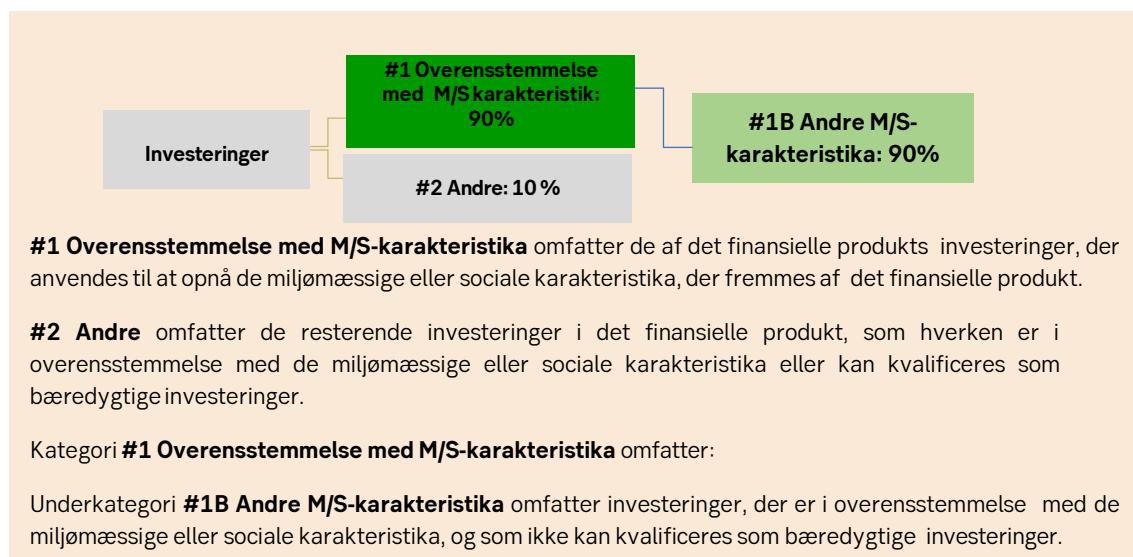 #1 Overensstemmelse
med M/S karakteristik:
90%
#1B Andre M/S-
karakteristika: 90%
Investeringer
#2 Andre: 10 %
#1 Overensstemmelse med M/S-karakteristika omfatter de af det finansielle produkts investeringer, der
anvendes til at opnå de miljømæssige eller sociale karakteristika, der fremmes af det finansielle produkt.
#2 Andre omfatter de resterende investeringer i det finansielle produkt, som hverken er i
overensstemmelse med de miljømæssige eller sociale karakteristika eller kan kvalificeres som
bæredygtige investeringer.
Kategori #1 Overensstemmelse med M/S-karakteristika omfatter:
Underkategori #1B Andre M/S-karakteristika omfatter investeringer, der er i overensstemmelse med de
miljømæssige eller sociale karakteristika, og som ikke kan kvalificeres som bæredygtige investeringer.